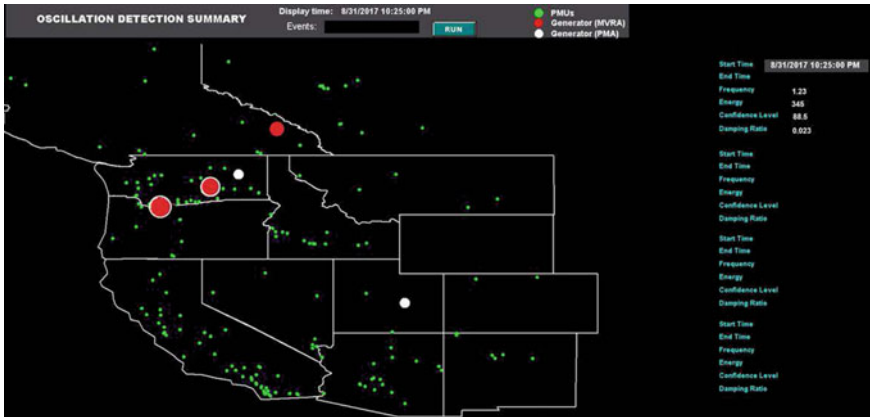 OSCILLATION DETECTION SUMMARY
Display time: 8/31/2017 10:25:00 PM
Events:
RUN
PMUs
Generator (MVRA)
Generator (PMA)
Start Time 8/31/2017 10:25:00 PM
End Time
Frequency 1.23
Energy 345
Confidence Level 88.5
Damping Ratio 0.023
Start Time
End Time
Frequency
Energy
Confidence Level
Damping Ratio
Start Time
End Time
Frequency
Energy
Confidence Level
Damping Ratio
Start Time
End Time
Frequency
Energy
Confidence Level
Damping Ratio